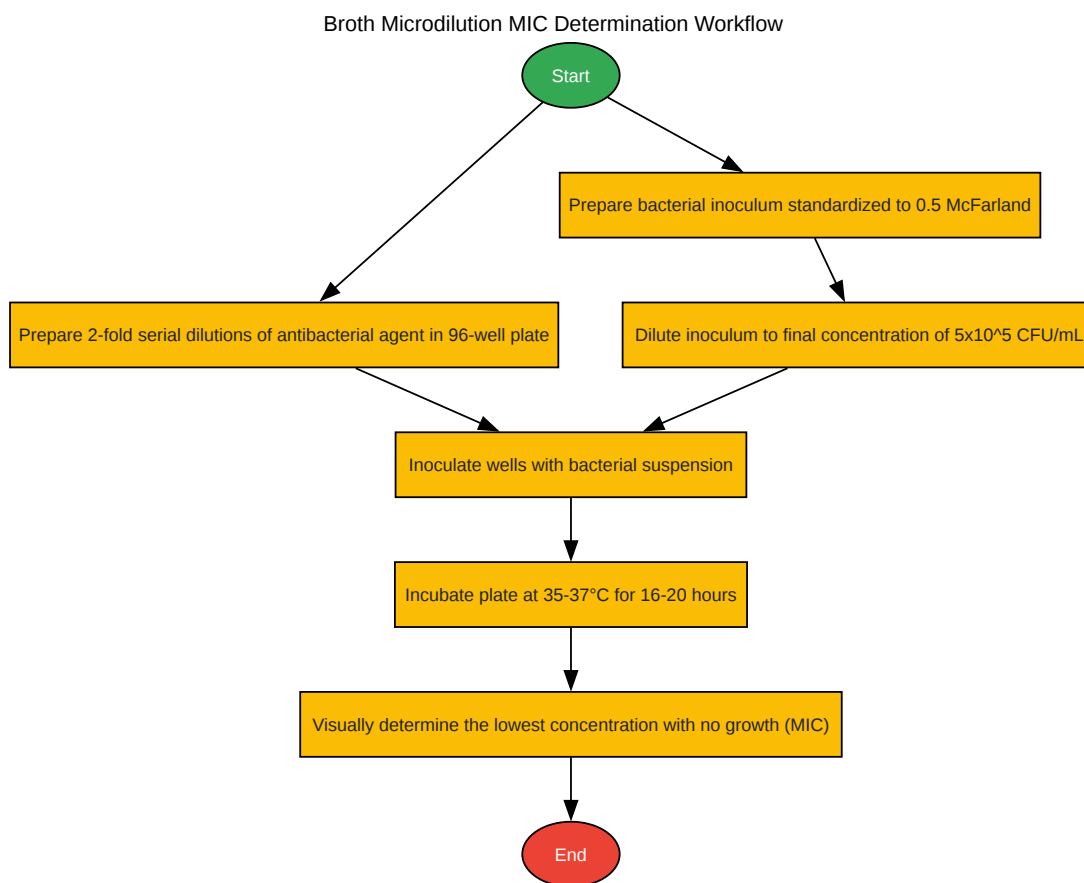 Broth Microdilution MIC Determination Workflow
Start
Prepare bacterial inoculum standardized to 0.5 McFarland
Prepare 2-fold serial dilutions of antibacterial agent in 96-well plate
Dilute inoculum to final concentration of 5x10^5 CFU/mL
Inoculate wells with bacterial suspension
Incubate plate at 35-37°C for 16-20 hours
Visually determine the lowest concentration with no growth (MIC)
End